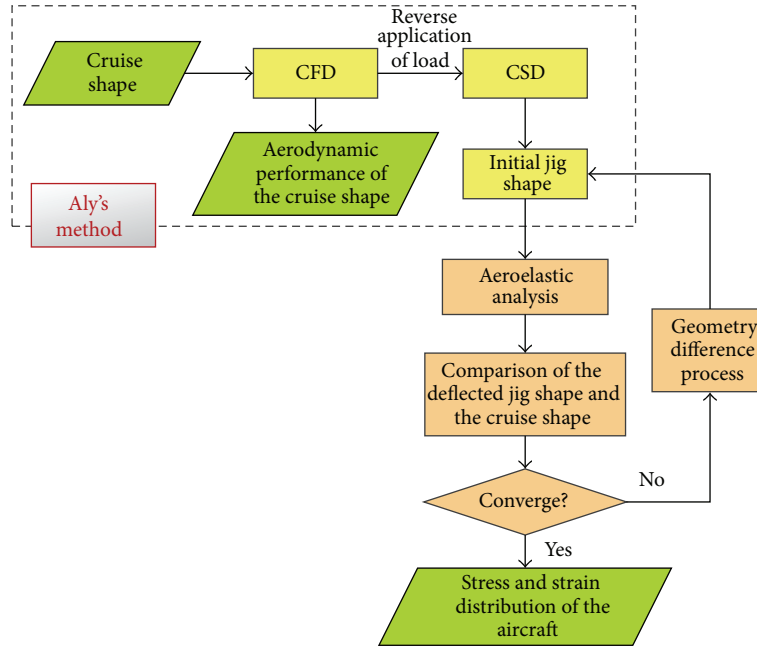 Reverse
application
of load
Cruise
shape
CFD
CSD
Aerodynamic
performance of
the cruise shape
Initial jig
shape
Aly's
method
Aeroelastic
analysis
Geometry
difference
process
Comparison of the
deflected jig shape and
the cruise shape
No
Converge?
Yes
Stress and strain
distribution of the
aircraft